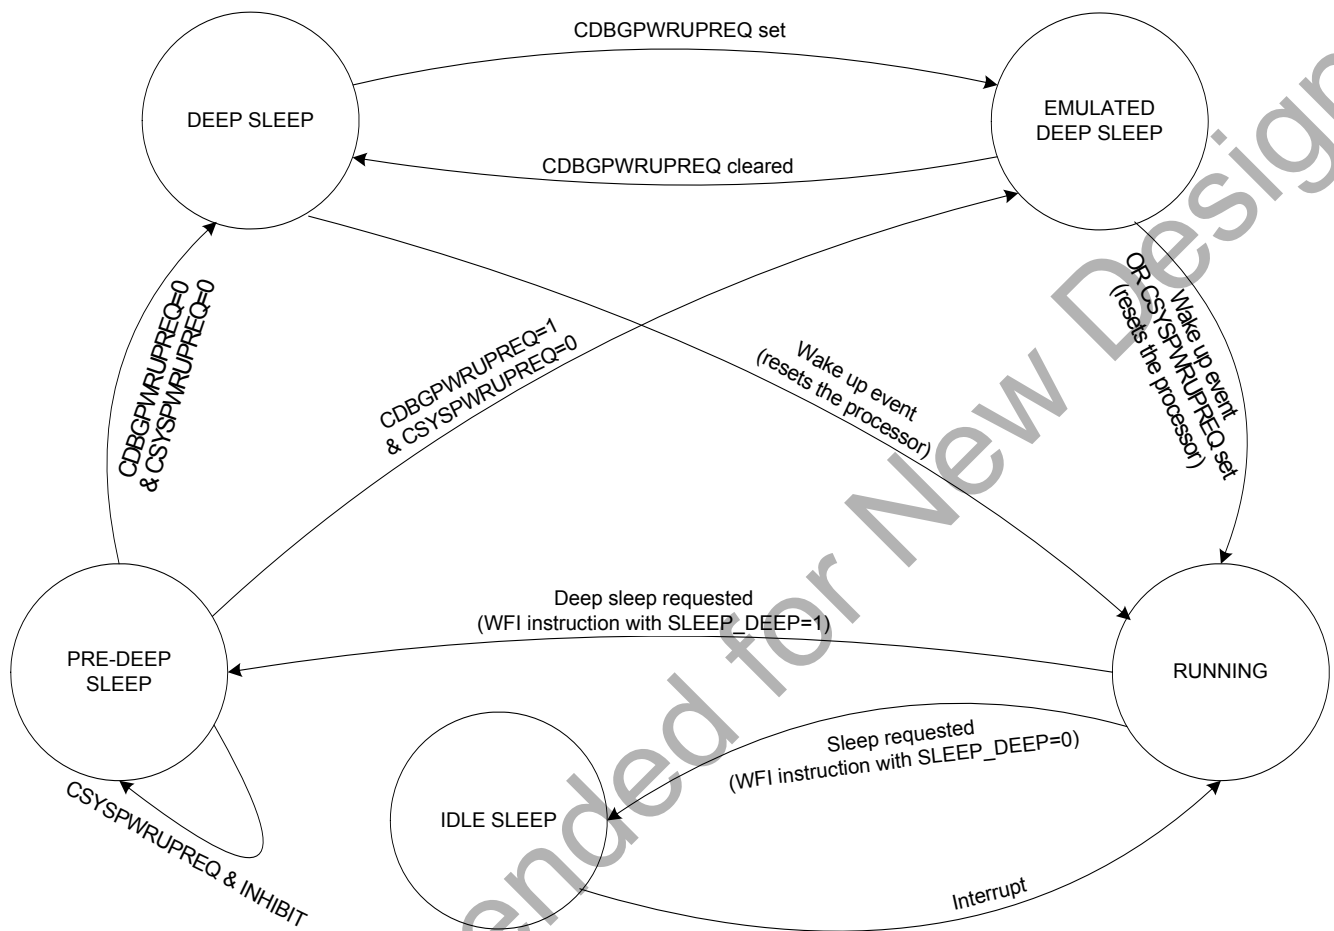 CDBGPWRUPREQ set
DEEP SLEEP
EMULATED
DEEP SLEEP
CDBGPWRUPREQ cleared
CDBGPWRUPREQ=0
& CSYSPWRUPREQ=0
CDBGPWRUPREQ=1
& CSYSPWRUPREQ=0
Wake up event
(resets the processor)
Wake up event
OR CSYSPWRUPREQ set
(resets the processor)
Deep sleep requested
(WFI instruction with SLEEP_DEEP=1)
PRE-DEEP
SLEEP
RUNNING
Sleep requested
(WFI instruction with SLEEP_DEEP=0)
IDLE SLEEP
CSYSPWRUPREQ & INHIBIT
Interrupt
ended for New Design